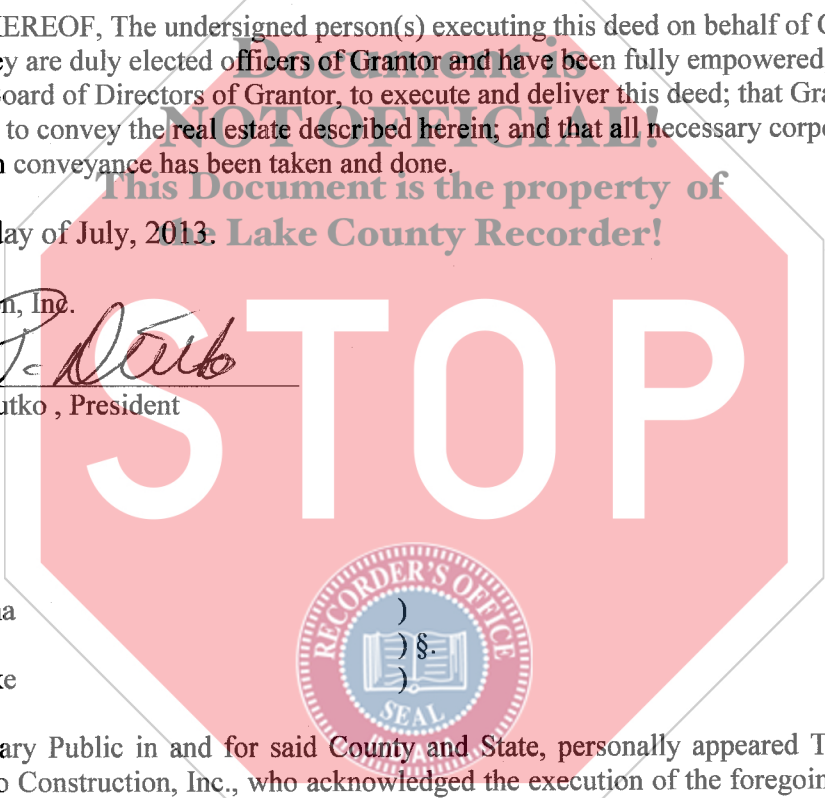 EREOF, The undersigned person(s) executing this deed on behalf of G
ey are duly elected officers of Grantor and have been fully empowered
oard of Directors of Grantor, to execute and deliver this deed; that Gra
to convey the real estate described herein; and that all necessary corpo
n conveyance has been taken and done.
Document is
NOT OFFICIAL!
This Document is the property of
the Lake County Recorder!
day of July, 2013.
n, Inc.
utko , President
STOP
RECORDER'S OFFICE
SEAL
INDIANA
na )
) §.
ke )
ary Public in and for said County and State, personally appeared T
o Construction, Inc., who acknowledged the execution of the foregoin